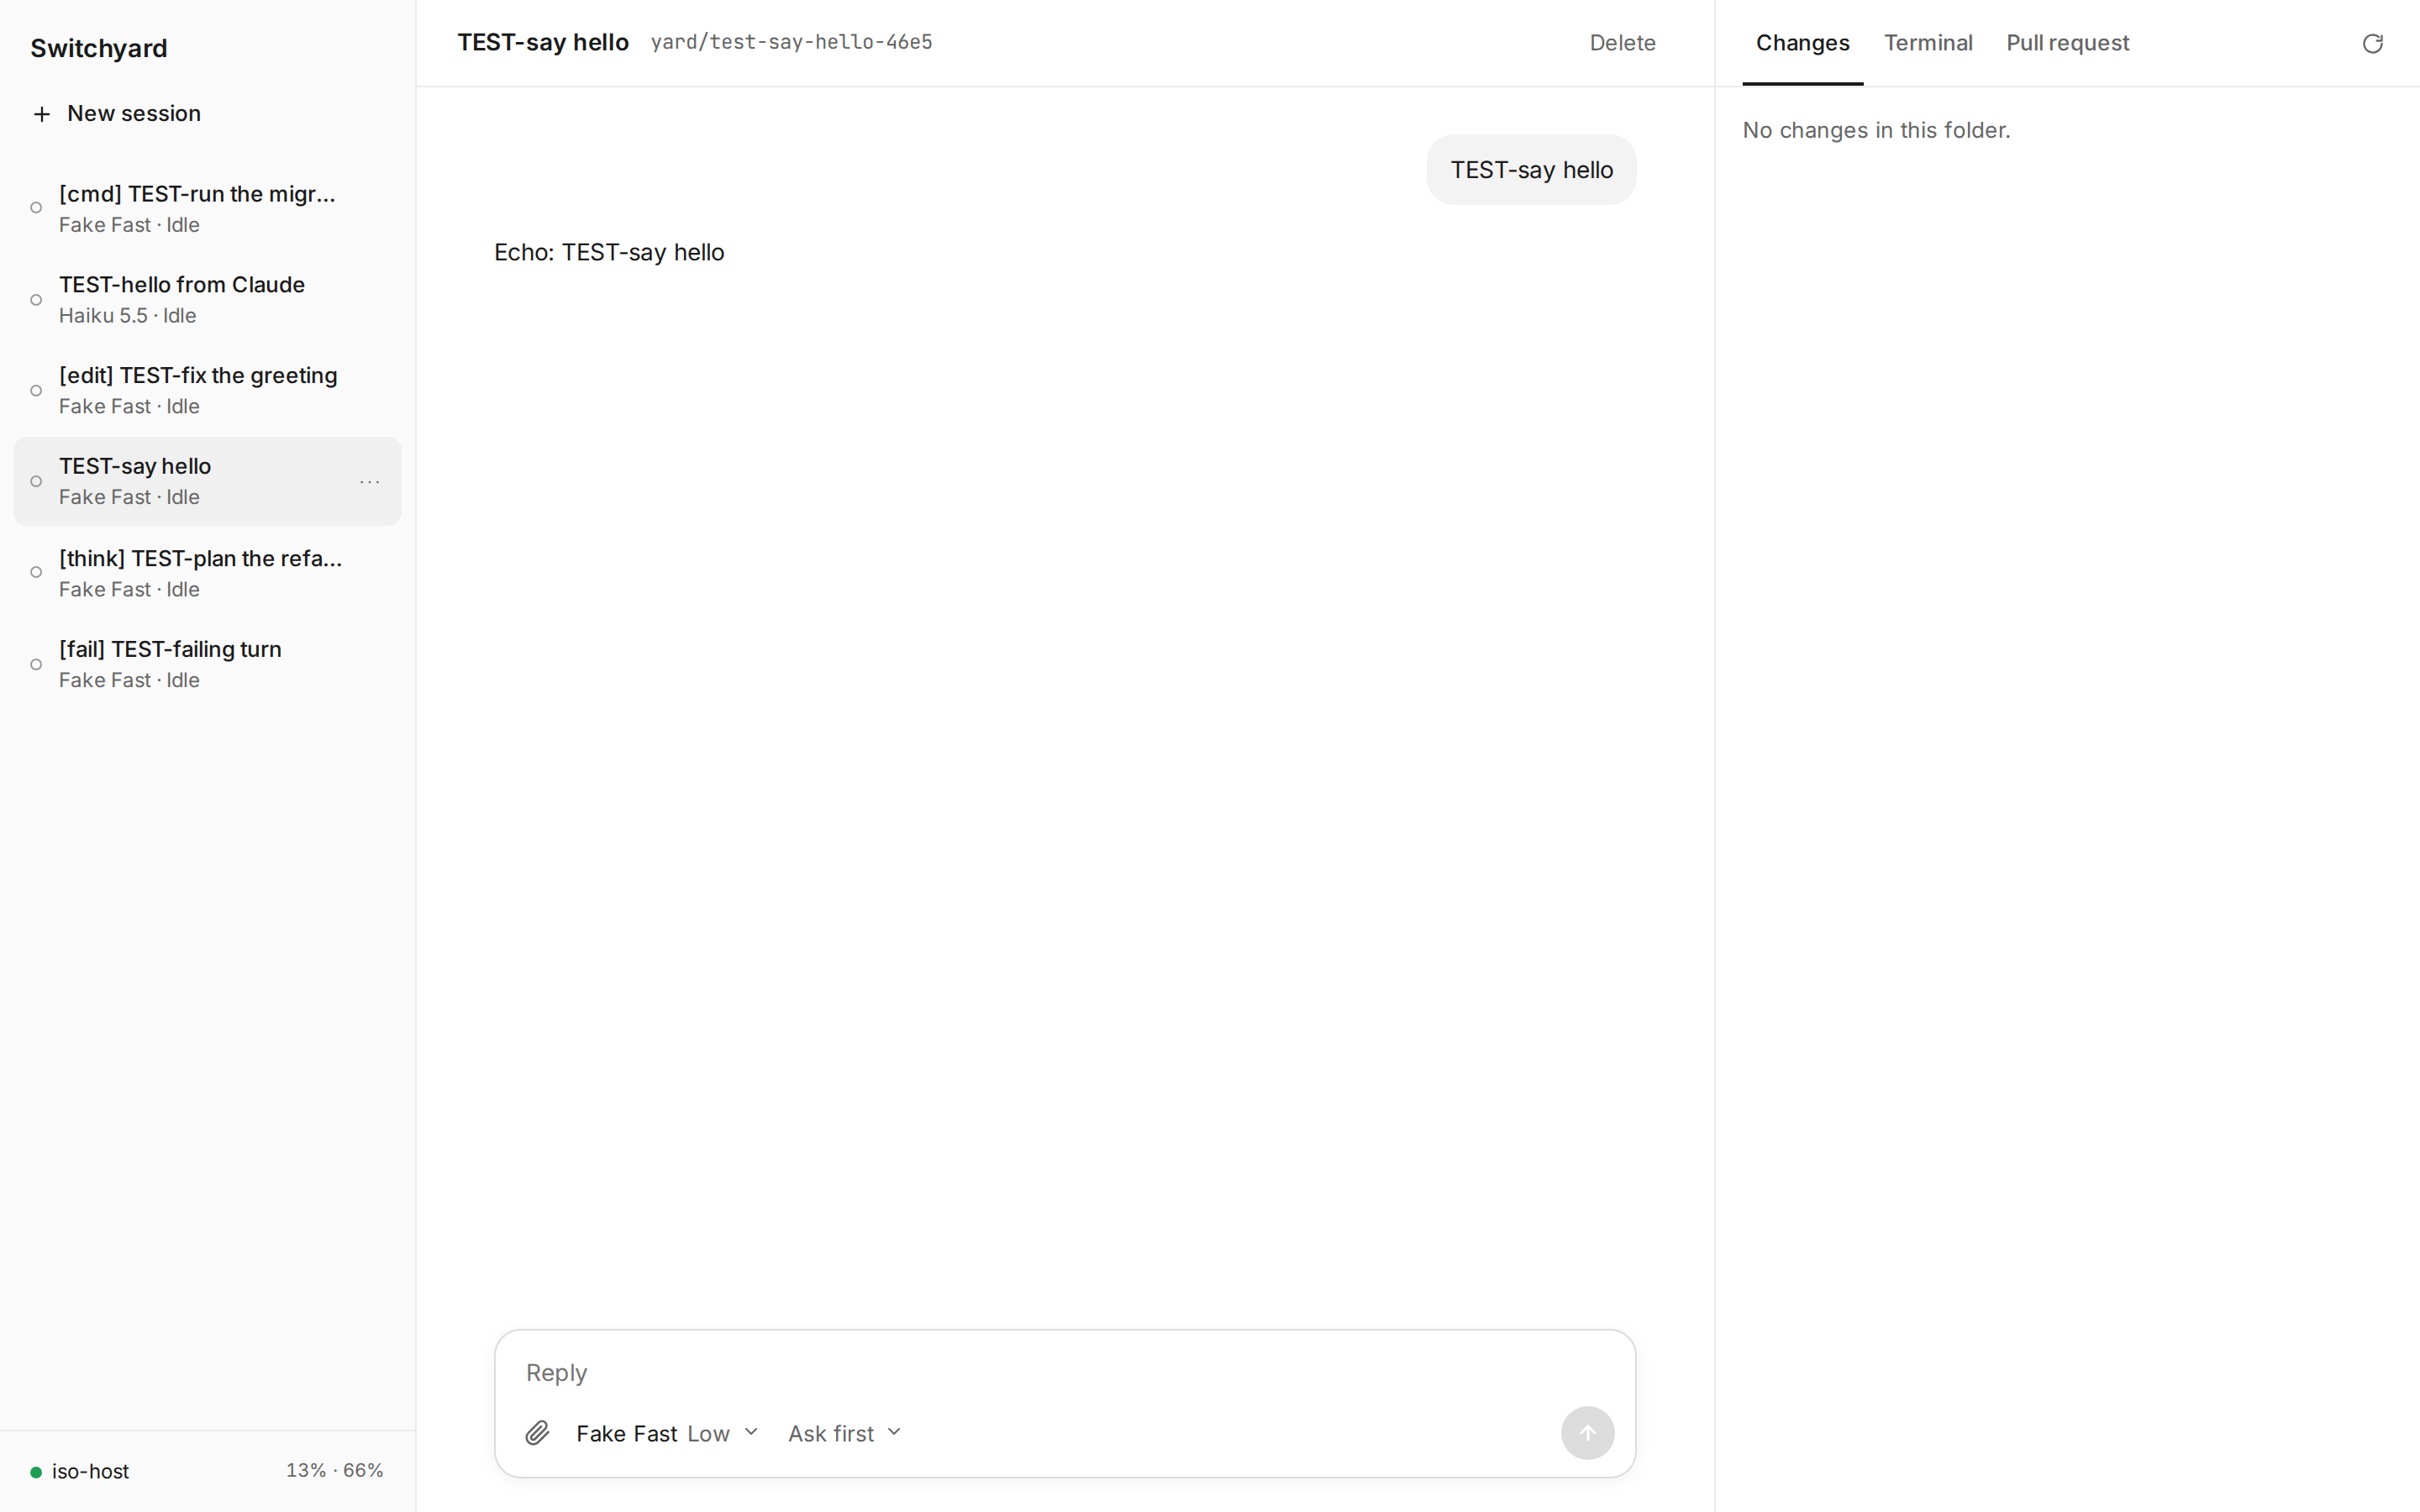 Switchyard
New session
[cmd] TEST-run the migr...
Fake Fast · Idle
TEST-hello from Claude
Haiku 5.5 · Idle
[edit] TEST-fix the greeting
Fake Fast · Idle
TEST-say hello
Fake Fast · Idle
[think] TEST-plan the refa...
Fake Fast · Idle
[fail] TEST-failing turn
Fake Fast · Idle
iso-host 13% · 66%
TEST-say hello yard/test-say-hello-46e5 Delete
TEST-say hello
Echo: TEST-say hello
Reply
Fake Fast Low Ask first
Changes Terminal Pull request
No changes in this folder.